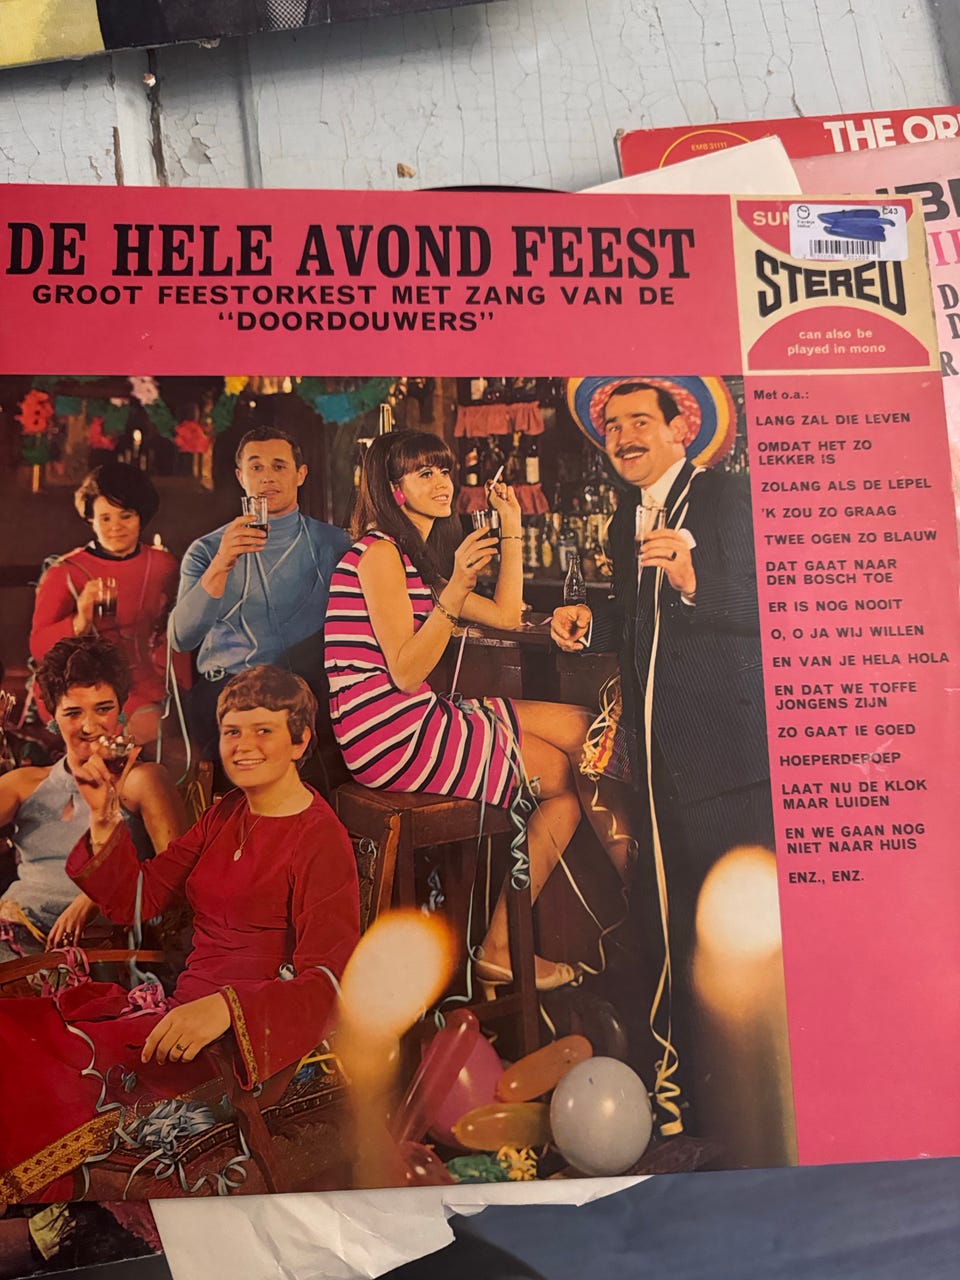 EMB 31111
THE OR
DE HELE AVOND FEEST
GROOT FEESTORKEST MET ZANG VAN DE
“DOORDOUWERS”
SUN
C43
STEREO
can also be
played in mono
Met o.a.:
LANG ZAL DIE LEVEN
OMDAT HET ZO
LEKKER IS
ZOLANG ALS DE LEPEL
'K ZOU ZO GRAAG
TWEE OGEN ZO BLAUW
DAT GAAT NAAR
DEN BOSCH TOE
ER IS NOG NOOIT
O, O JA WIJ WILLEN
EN VAN JE HELA HOLA
EN DAT WE TOFFE
JONGENS ZIJN
ZO GAAT IE GOED
HOEPERDEPOEP
LAAT NU DE KLOK
MAAR LUIDEN
EN WE GAAN NOG
NIET NAAR HUIS
ENZ., ENZ.